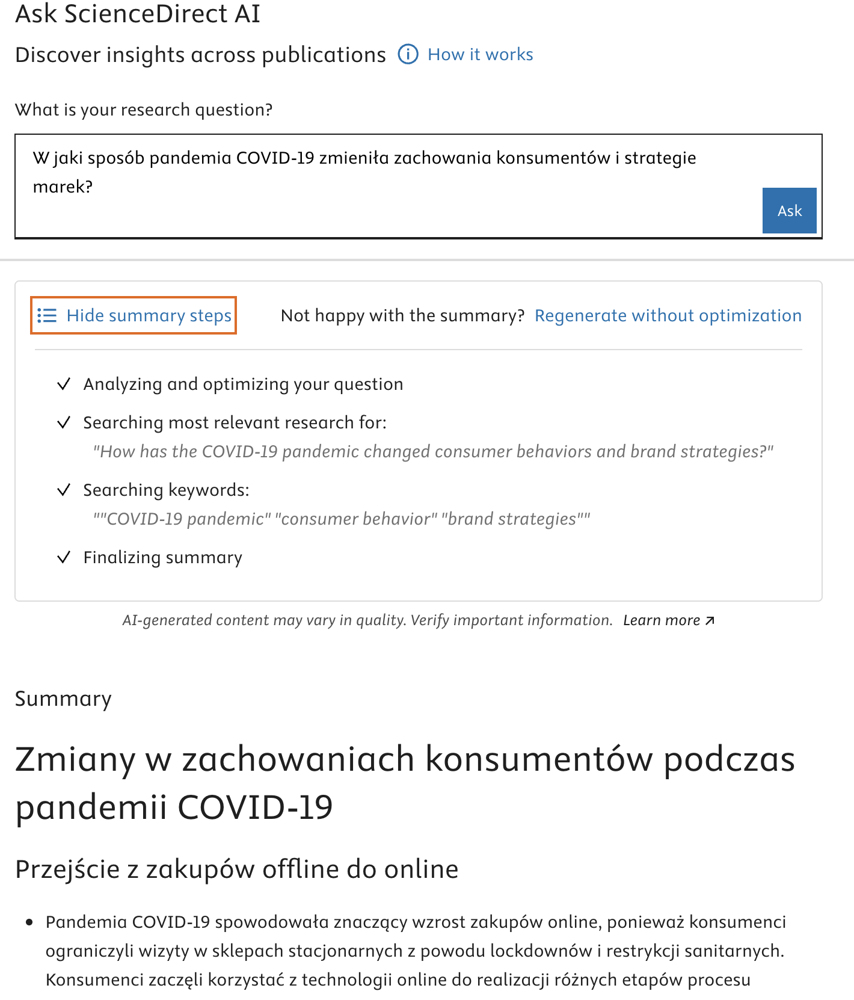 Ask ScienceDirect AI
Discover insights across publications How it works
What is your research question?
W jaki sposób pandemia COVID-19 zmieniła zachowania konsumentów i strategie
marek?
Ask
Hide summary steps Not happy with the summary? Regenerate without optimization
Analyzing and optimizing your question
Searching most relevant research for:
"How has the COVID-19 pandemic changed consumer behaviors and brand strategies?"
Searching keywords:
""COVID-19 pandemic" "consumer behavior" "brand strategies""
Finalizing summary
AI-generated content may vary in quality. Verify important information. Learn more ↗
Summary
Zmiany w zachowaniach konsumentów podczas
pandemii COVID-19
Przejście z zakupów offline do online
• Pandemia COVID-19 spowodowała znaczący wzrost zakupów online, ponieważ konsumenci
ograniczyli wizyty w sklepach stacjonarnych z powodu lockdownów i restrykcji sanitarnych.
Konsumenci zaczęli korzystać z technologii online do realizacji różnych etapów procesu